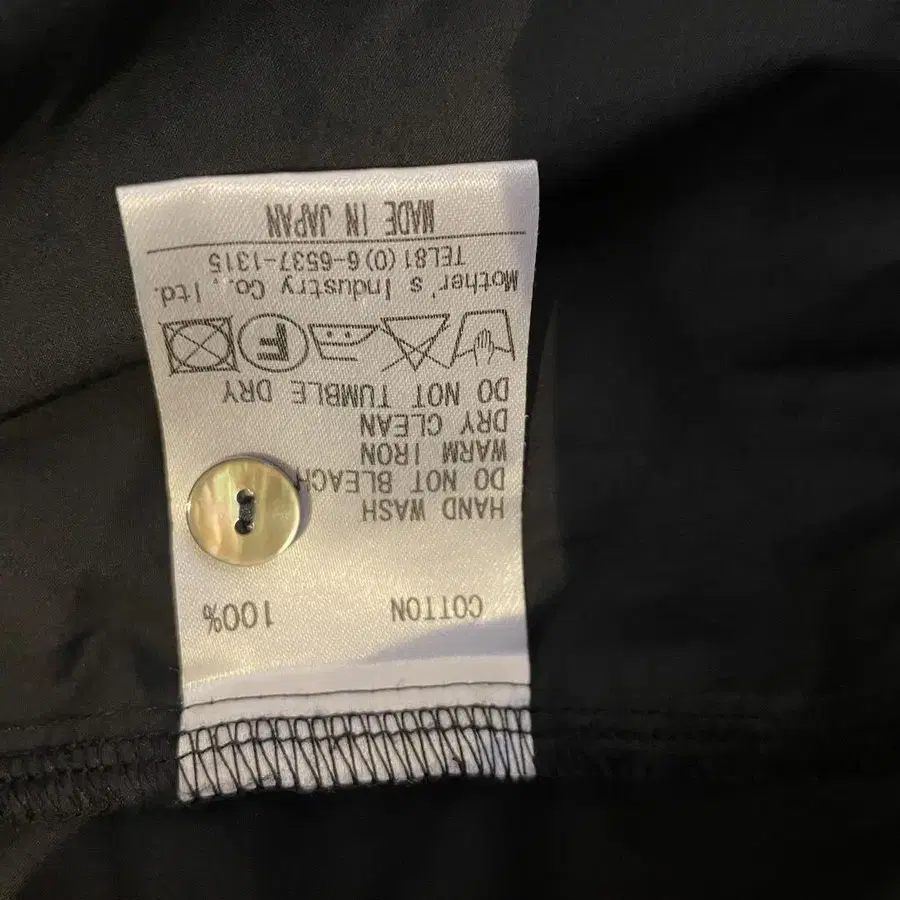 COTTON 100%
HAND WASH
DO NOT BLEACH
WARM IRON
DRY CLEAN
DO NOT TUMBLE DRY
F
Mother's Industry Co., ltd.
TEL81(0)6-6537-1315
MADE IN JAPAN